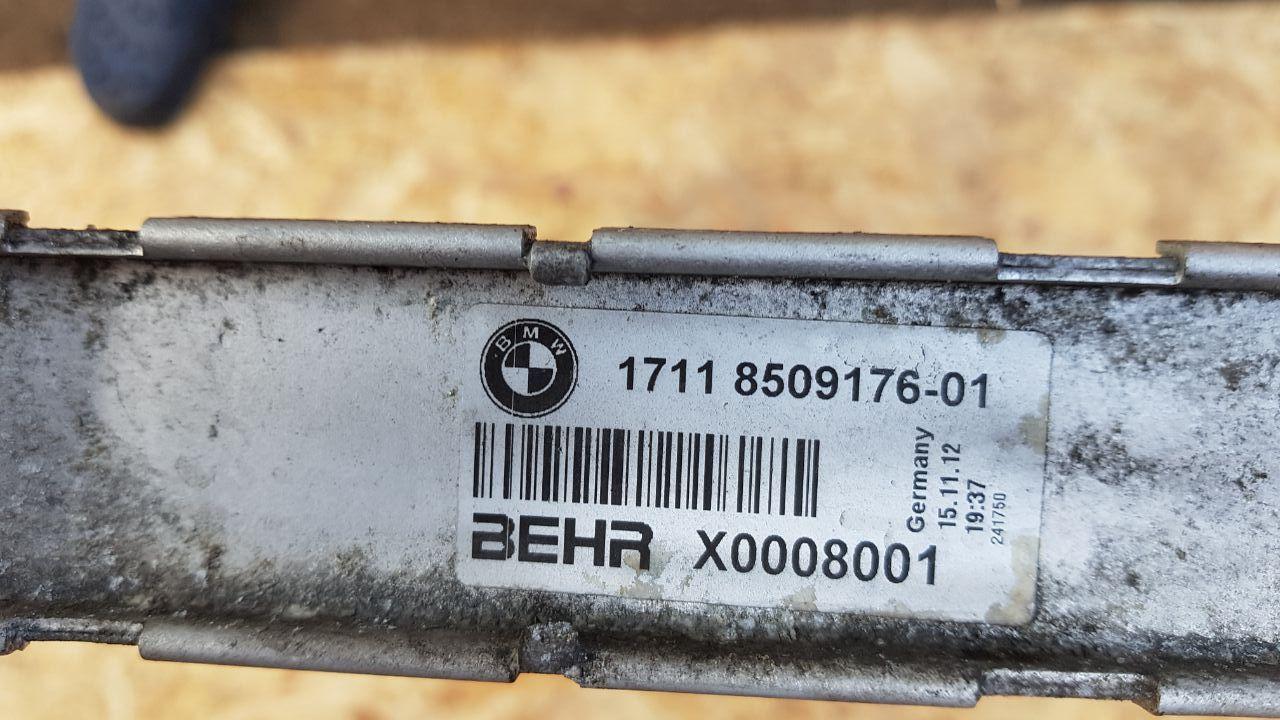 BMW
1711 8509176-01
Germany
15.11.12
19:37
241750
BEHR X0008001